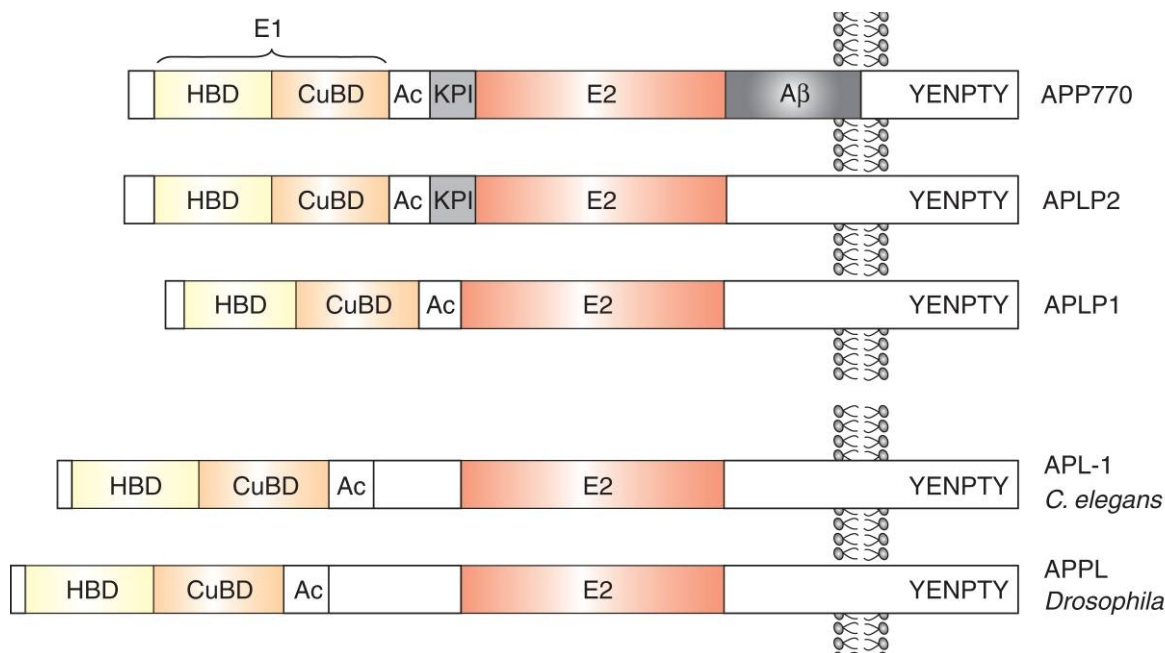 E1
HBD CuBD Ac KPI E2 Aβ YENPTY APP770
HBD CuBD Ac KPI E2 YENPTY APLP2
HBD CuBD Ac E2 YENPTY APLP1
HBD CuBD Ac E2 YENPTY APL-1
C. elegans
HBD CuBD Ac E2 YENPTY APPL
Drosophila